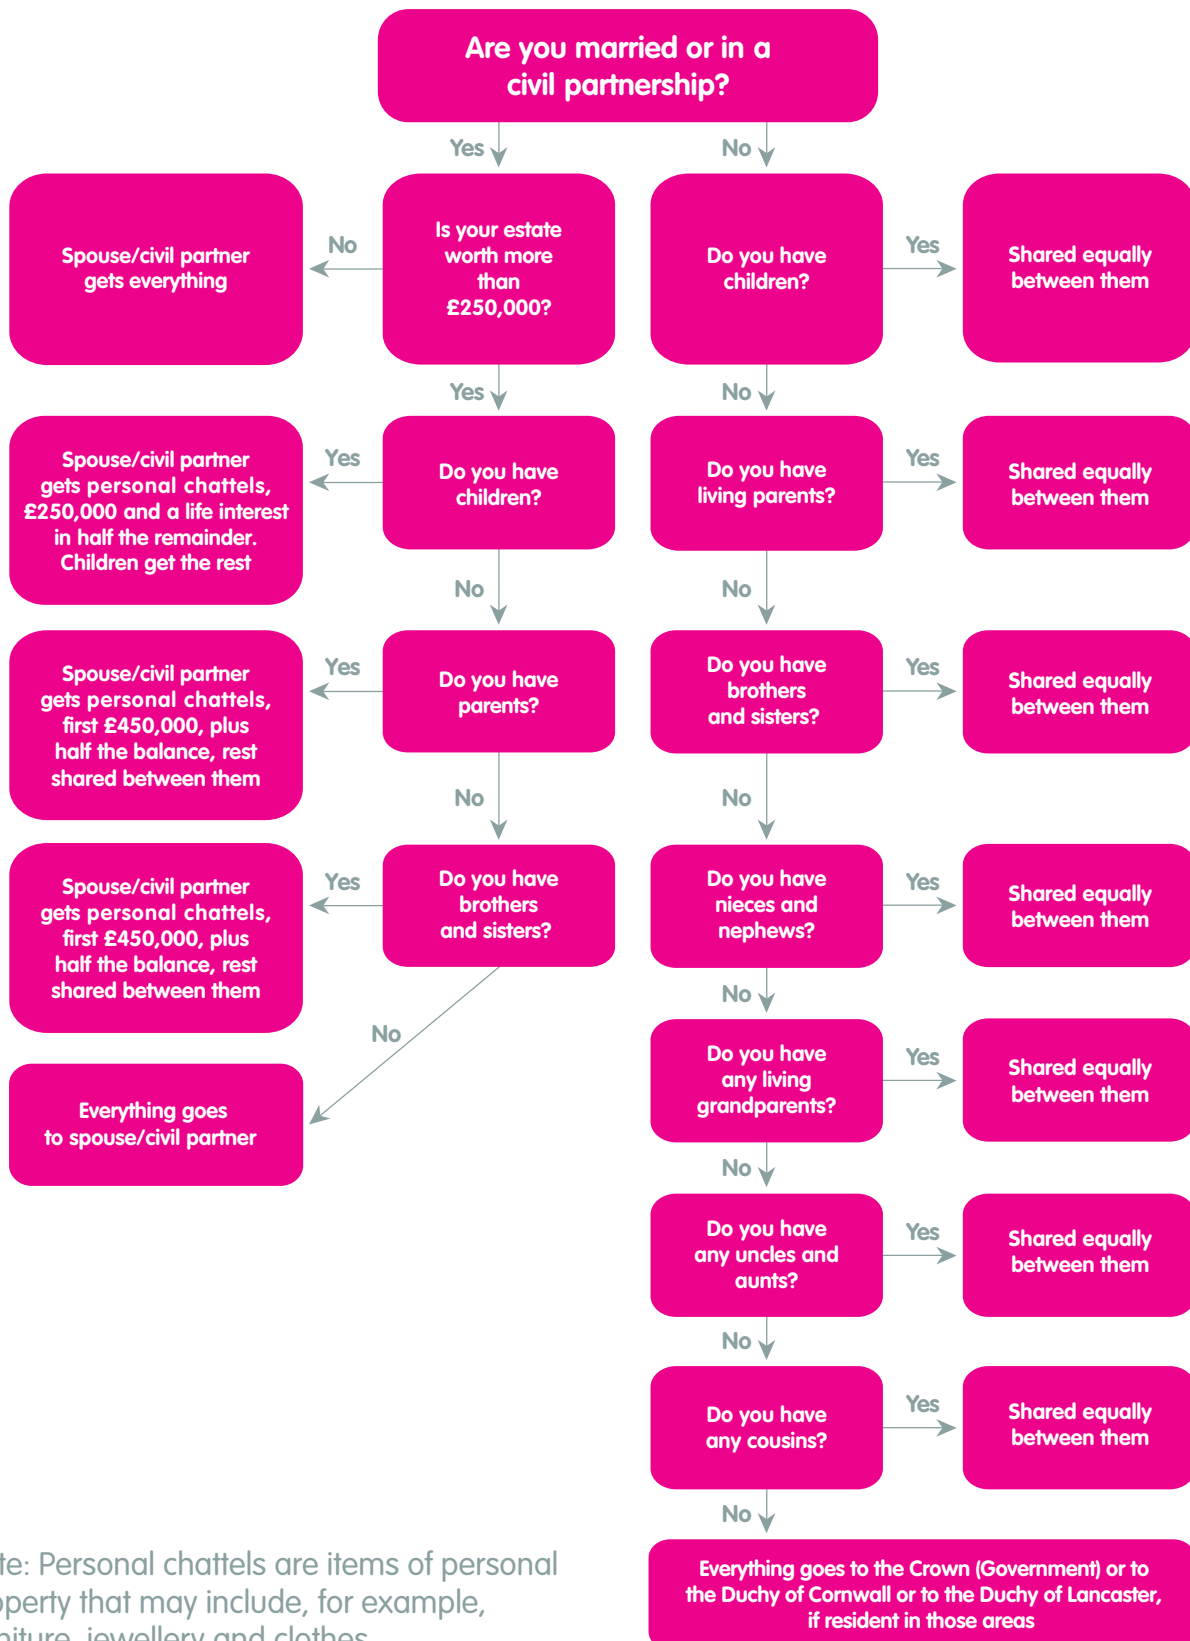 Are you married or in a
civil partnership?
Yes
No
Spouse/civil partner
gets everything
No
Is your estate
worth more
than
£250,000?
Do you have
children?
Yes
Shared equally
between them
Yes
No
Spouse/civil partner
gets personal chattels,
£250,000 and a life interest
in half the remainder.
Children get the rest
Yes
Do you have
children?
Do you have
living parents?
Yes
Shared equally
between them
No
No
Spouse/civil partner
gets personal chattels,
first £450,000, plus
half the balance, rest
shared between them
Yes
Do you have
parents?
Do you have
brothers
and sisters?
Yes
Shared equally
between them
No
No
Spouse/civil partner
gets personal chattels,
first £450,000, plus
half the balance, rest
shared between them
Yes
Do you have
brothers
and sisters?
Do you have
nieces and
nephews?
Yes
Shared equally
between them
No
No
Everything goes
to spouse/civil partner
Do you have
any living
grandparents?
Yes
Shared equally
between them
No
Do you have
any uncles and
aunts?
Yes
Shared equally
between them
No
Do you have
any cousins?
Yes
Shared equally
between them
No
Everything goes to the Crown (Government) or to
the Duchy of Cornwall or to the Duchy of Lancaster,
if resident in those areas
te: Personal chattels are items of personal
operty that may include, for example,
niture, jewellery and clothes